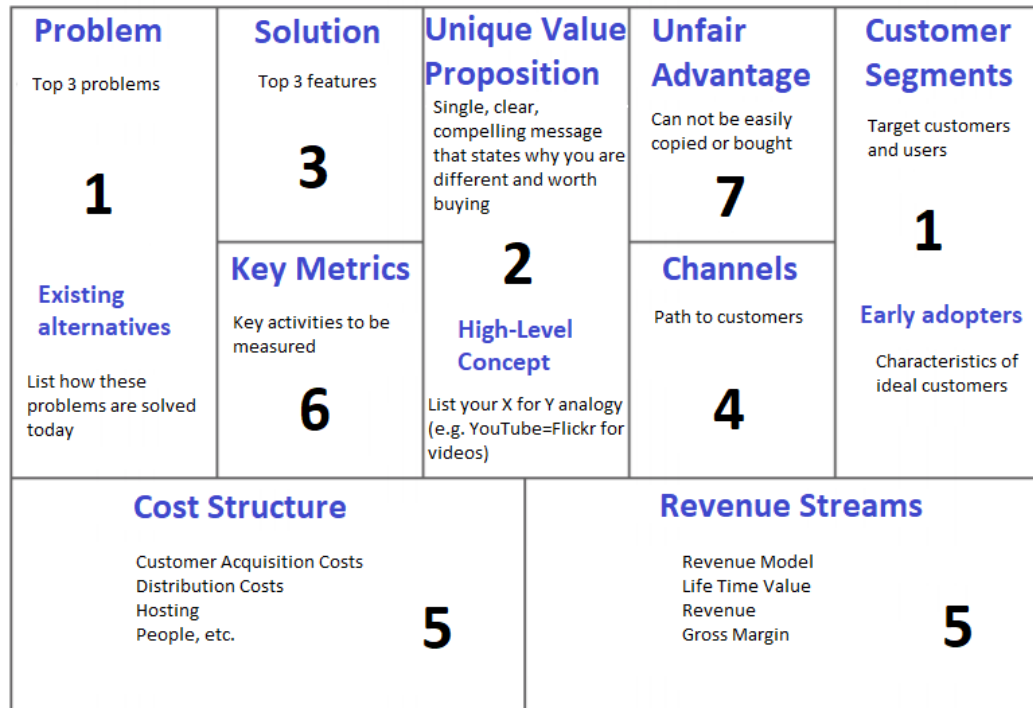 Problem
Top 3 problems
1
Existing
alternatives
List how these
problems are solved
today
Solution
Top 3 features
3
Key Metrics
Key activities to be
measured
6
Unique Value
Proposition
Single, clear,
compelling message
that states why you are
different and worth
buying
2
High-Level
Concept
List your X for Y analogy
(e.g. YouTube=Flickr for
videos)
Unfair
Advantage
Can not be easily
copied or bought
7
Channels
Path to customers
4
Customer
Segments
Target customers
and users
1
Early adopters
Characteristics of
ideal customers
Cost Structure
Customer Acquisition Costs
Distribution Costs
Hosting
People, etc.
5
Revenue Streams
Revenue Model
Life Time Value
Revenue
Gross Margin
5